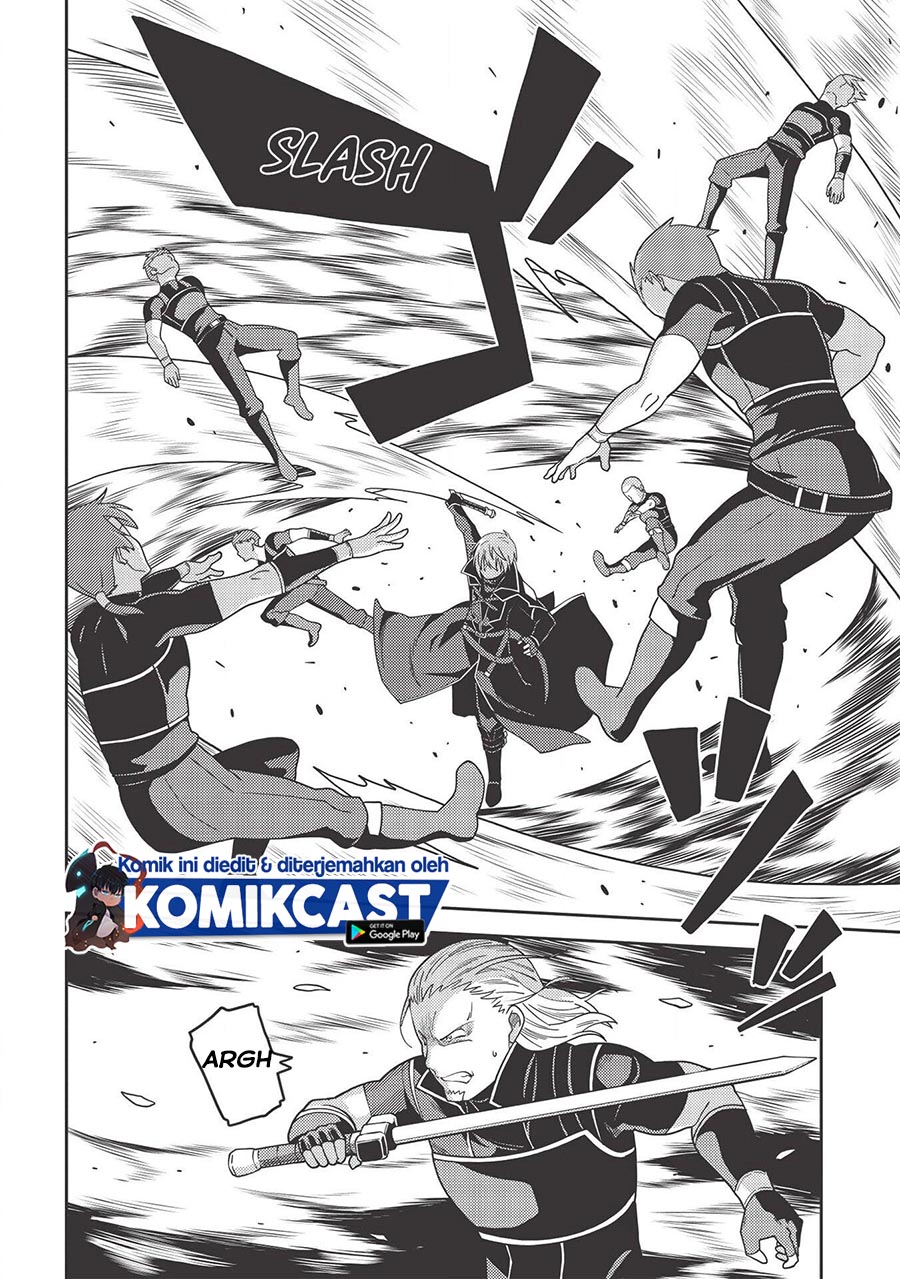 SLASH
Komik ini diedit & diterjemahkan oleh
KOMIKCAST
GET IT ON
Google Play
ARGH